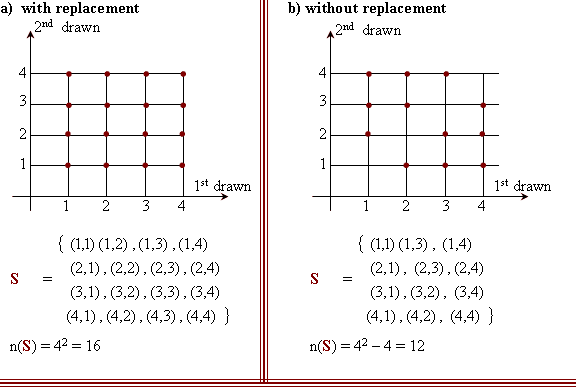 a) with replacement
2nd drawn
4
3
2
1
1st drawn
1 2 3 4
{ (1,1) (1,2) , (1,3) , (1,4)
(2,1) , (2,2) , (2,3) , (2,4)
S =
(3,1) , (3,2) , (3,3) , (3,4)
(4,1) , (4,2) , (4,3) , (4,4) }
n(S) = 4² = 16
b) without replacement
2nd drawn
4
3
2
1
1st drawn
1 2 3 4
{ (1,1) (1,3) , (1,4)
(2,1) , (2,3) , (2,4)
S =
(3,1) , (3,2) , (3,4)
(4,1) , (4,2) , (4,4) }
n(S) = 4² – 4 = 12